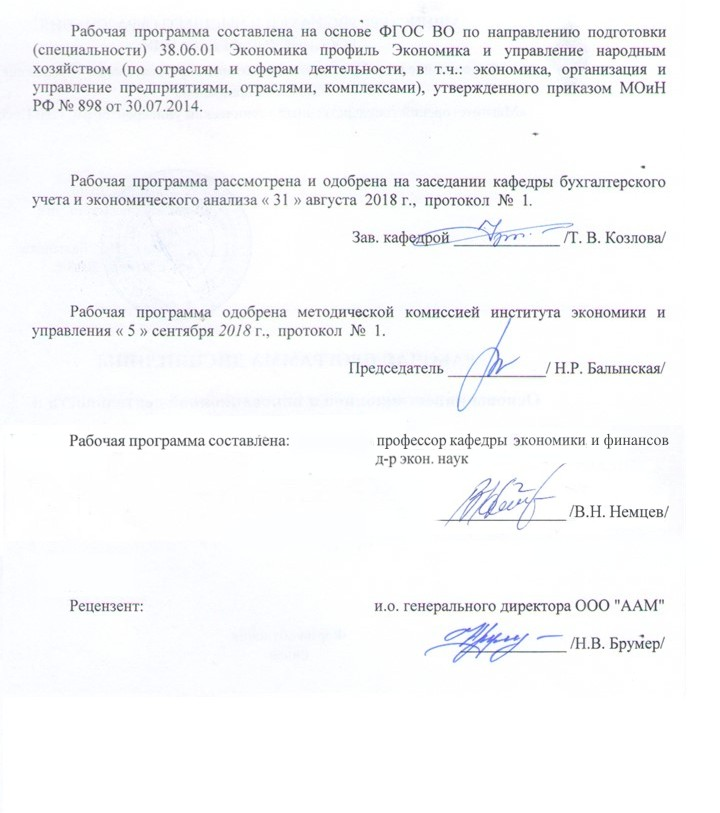 Рабочая программа составлена на основе ФГОС ВО по направлению подготовки
(специальности) 38.06.01 Экономика профиль Экономика и управление народным
хозяйством (по отраслям и сферам деятельности, в т.ч.: экономика, организация и
управление предприятиями, отраслями, комплексами), утвержденного приказом МОиН
РФ № 898 от 30.07.2014.
Рабочая программа рассмотрена и одобрена на заседании кафедры бухгалтерского
учета и экономического анализа « 31 » августа 2018 г., протокол № 1.
Зав. кафедрой _____________ /Т. В. Козлова/
Рабочая программа одобрена методической комиссией института экономики и
управления « 5 » сентября 2018 г., протокол № 1.
Председатель ____________/ Н.Р. Балынская/
Рабочая программа составлена: профессор кафедры экономики и финансов
д-р экон. наук
________________ /В.Н. Немцев/
Рецензент: и.о. генерального директора ООО "ААМ"
________________ /Н.В. Брумер/